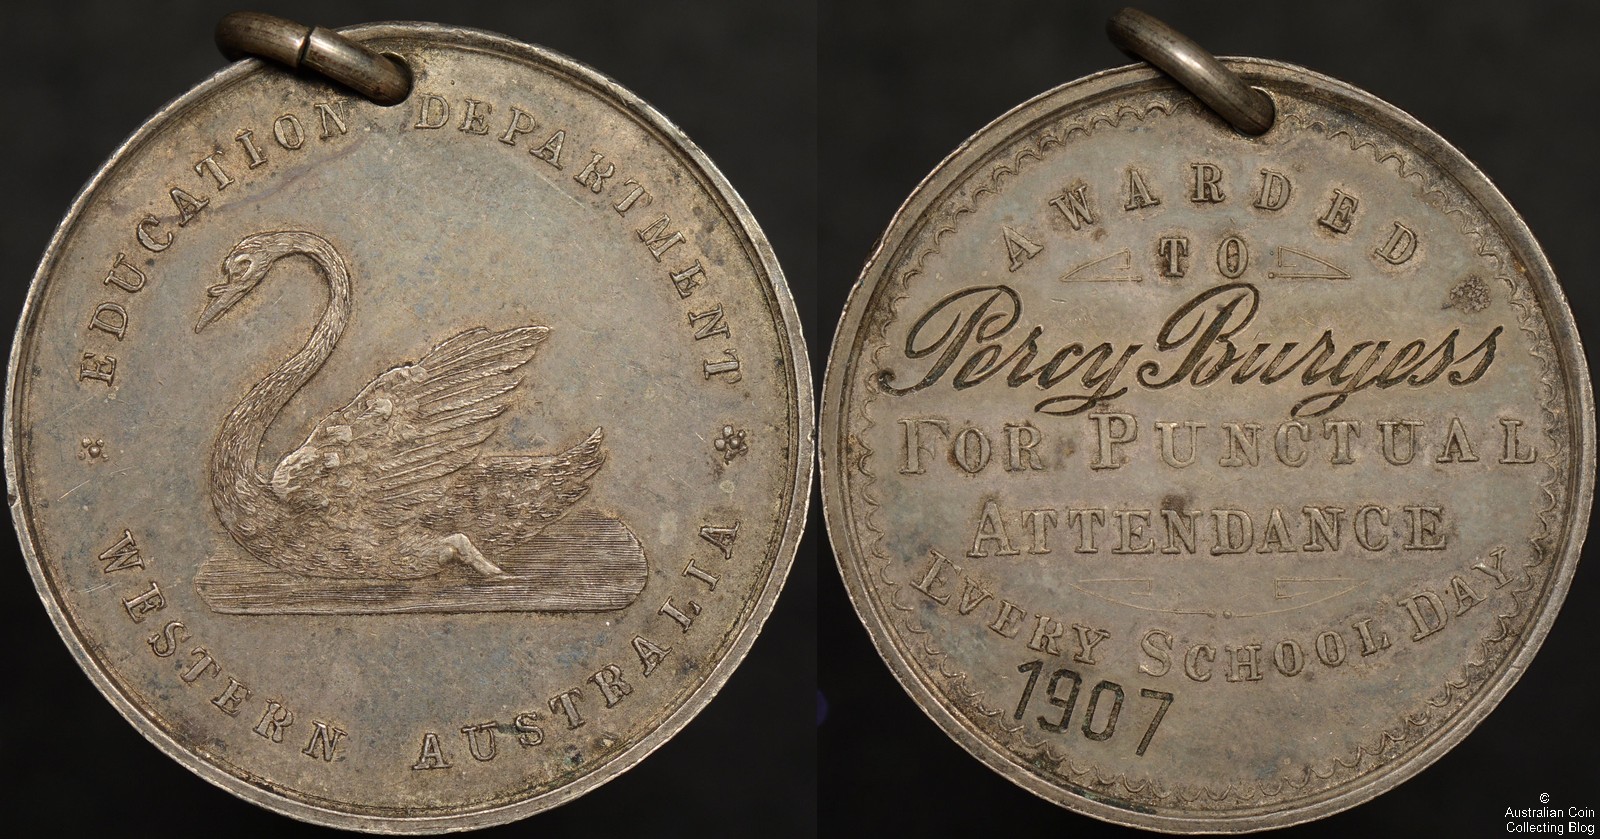 EDUCATION DEPARTMENT
WESTERN AUSTRALIA
AWARDED
TO
Percy Burgess
FOR PUNCTUAL
ATTENDANCE
EVERY SCHOOL DAY
1907
©
Australian Coin
Collecting Blog